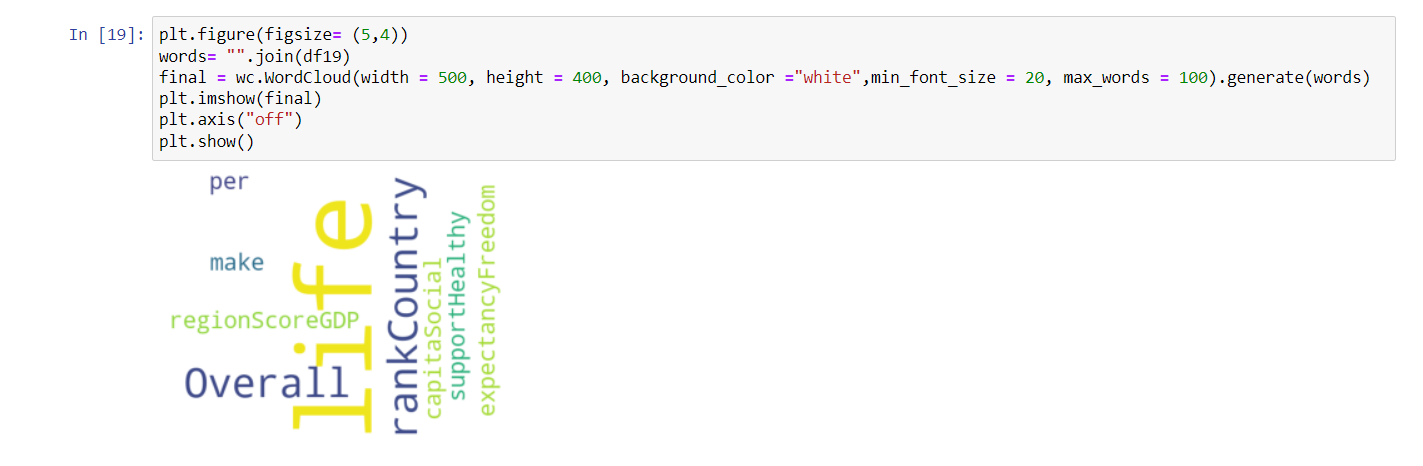 In [19]: plt.figure(figsize= (5,4))
words= "".join(df19)
final = wc.WordCloud(width = 500, height = 400, background_color ="white",min_font_size = 20, max_words = 100).generate(words)
plt.imshow(final)
plt.axis("off")
plt.show()
per
make
regionScoreGDP
Overall
life
rankCountry
capitaSocial
supportHealthy
expectancyFreedom